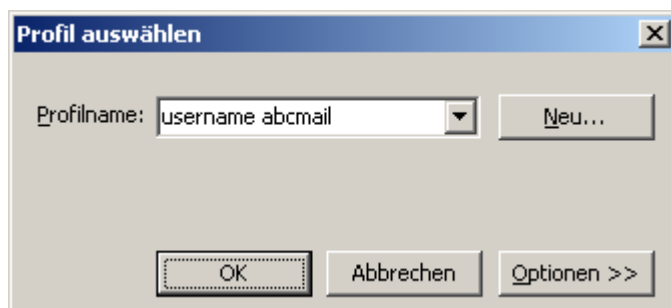 Profil auswählen
Profilname: username abcmail Neu...
OK Abbrechen Optionen >>